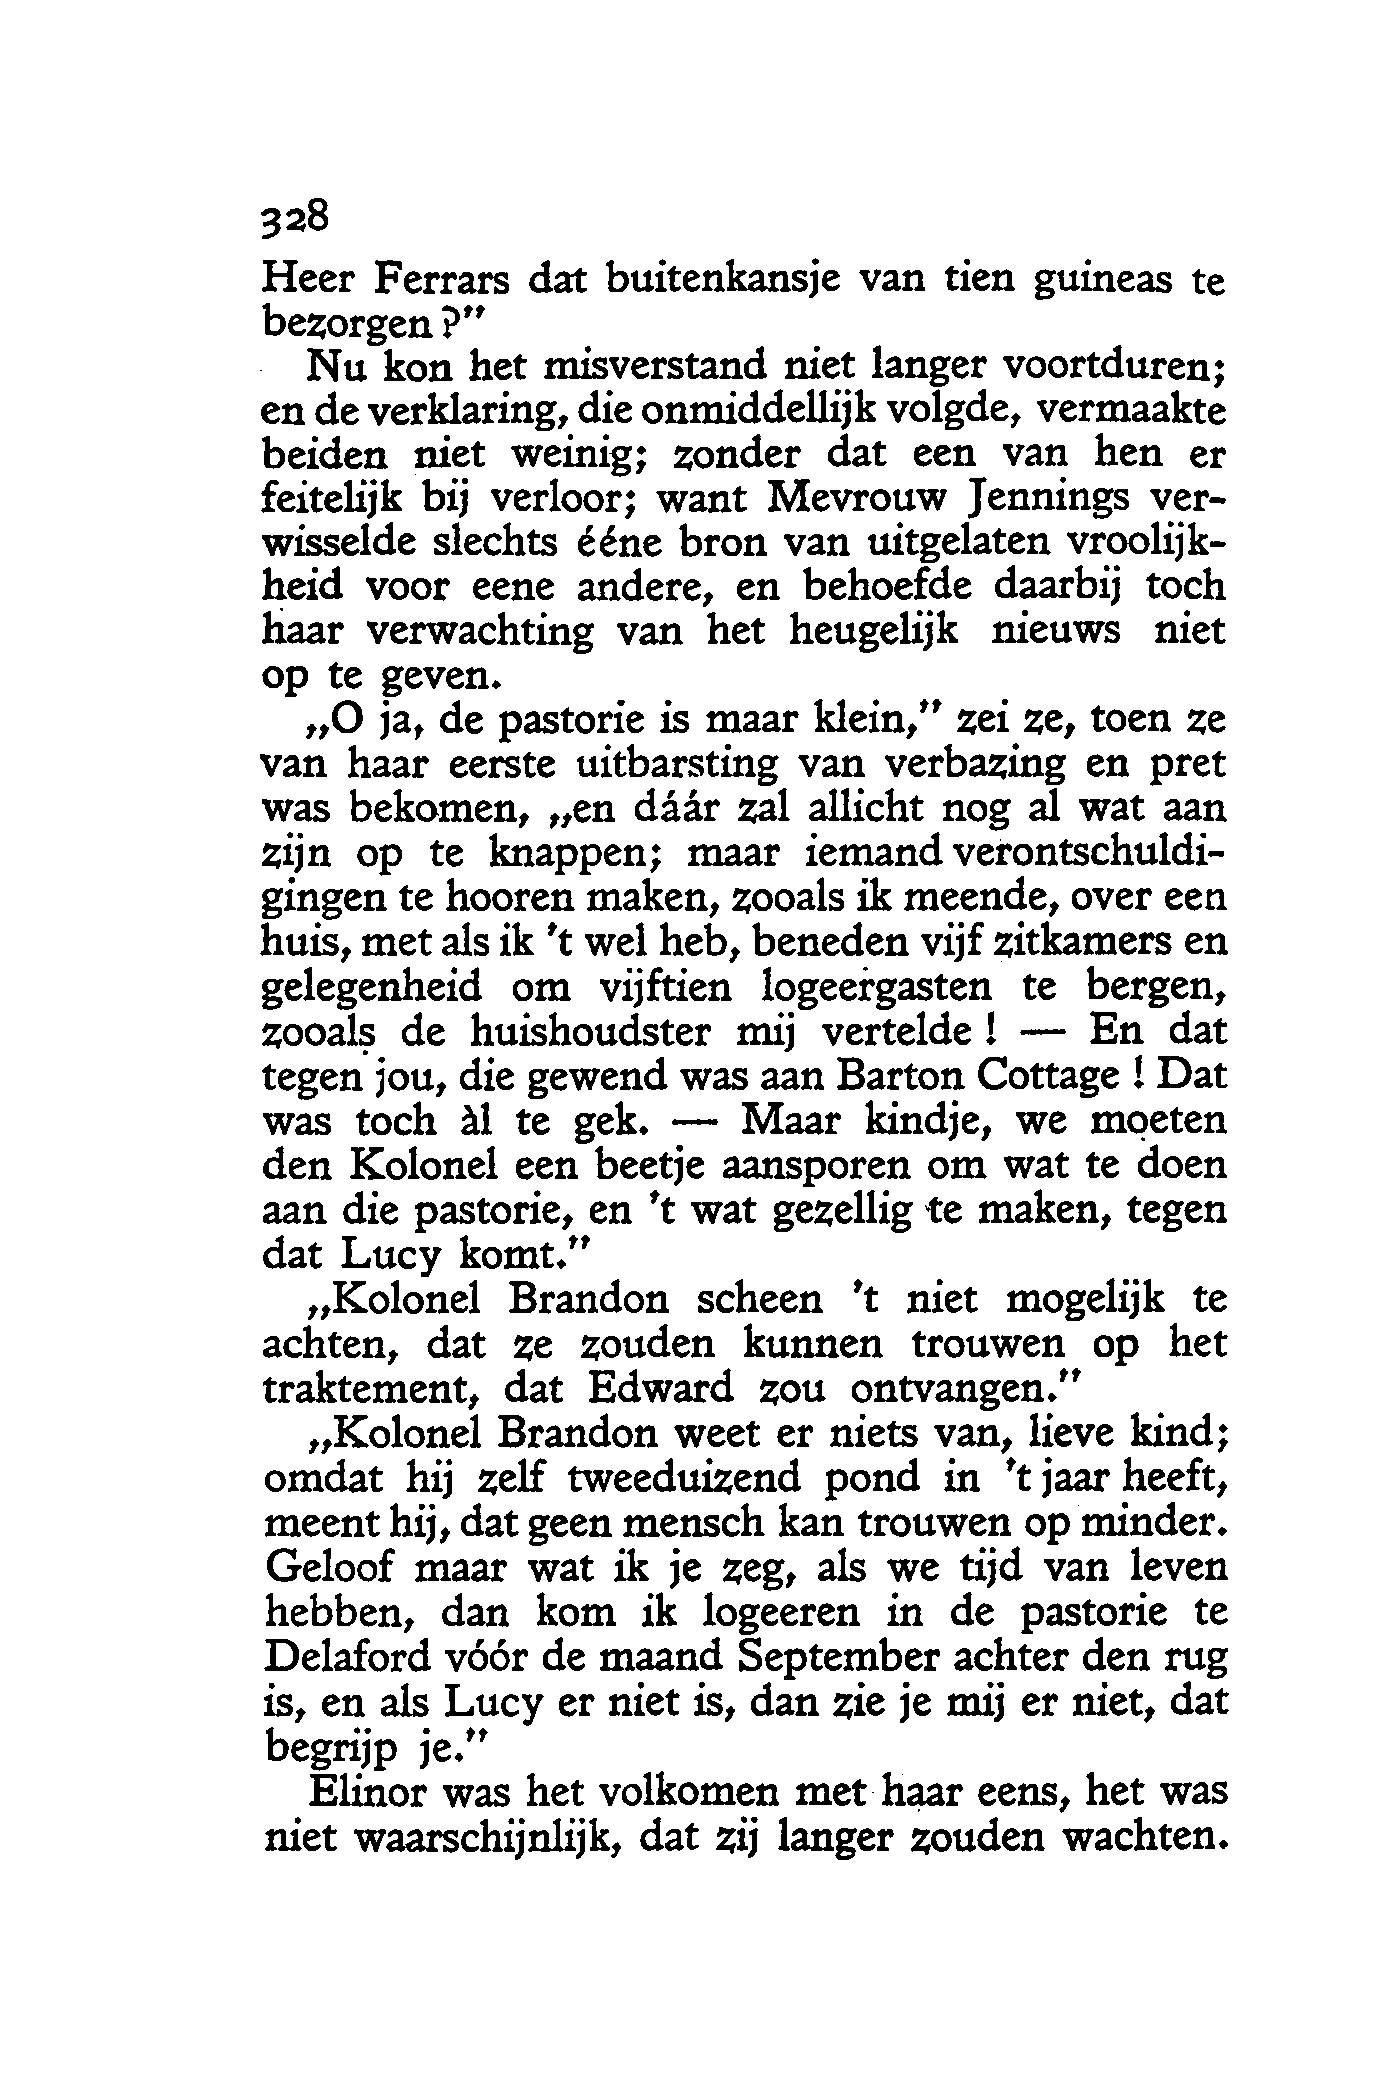 328
Heer Ferrars dat buitenkansje van tien guineas te
bezorgen?”
Nu kon het misverstand niet langer voortduren;
en de verklaring, die onmiddellijk volgde, vermaakte
beiden niet weinig; zonder dat een van hen er
feitelijk bij verloor; want Mevrouw Jennings ver-
wisselde slechts ééne bron van uitgelaten vroolijk-
heid voor eene andere, en behoefde daarbij toch
haar verwachting van het heugelijk nieuws niet
op te geven.
„O ja, de pastorie is maar klein,” zei ze, toen ze
van haar eerste uitbarsting van verbazing en pret
was bekomen, „en dáár zal allicht nog al wat aan
zijn op te knappen; maar iemand verontschuldi-
gingen te hooren maken, zooals ik meende, over een
huis, met als ik 't wel heb, beneden vijf zitkamers en
gelegenheid om vijftien logeergasten te bergen,
zooals de huishoudster mij vertelde! — En dat
tegen jou, die gewend was aan Barton Cottage! Dat
was toch àl te gek. — Maar kindje, we moeten
den Kolonel een beetje aansporen om wat te doen
aan die pastorie, en 't wat gezellig te maken, tegen
dat Lucy komt.”
„Kolonel Brandon scheen 't niet mogelijk te
achten, dat ze zouden kunnen trouwen op het
traktement, dat Edward zou ontvangen.”
„Kolonel Brandon weet er niets van, lieve kind;
omdat hij zelf tweeduizend pond in 't jaar heeft,
meent hij, dat geen mensch kan trouwen op minder.
Geloof maar wat ik je zeg, als we tijd van leven
hebben, dan kom ik logeeren in de pastorie te
Delaford vóór de maand September achter den rug
is, en als Lucy er niet is, dan zie je mij er niet, dat
begrijp je.”
Elinor was het volkomen met haar eens, het was
niet waarschijnlijk, dat zij langer zouden wachten.